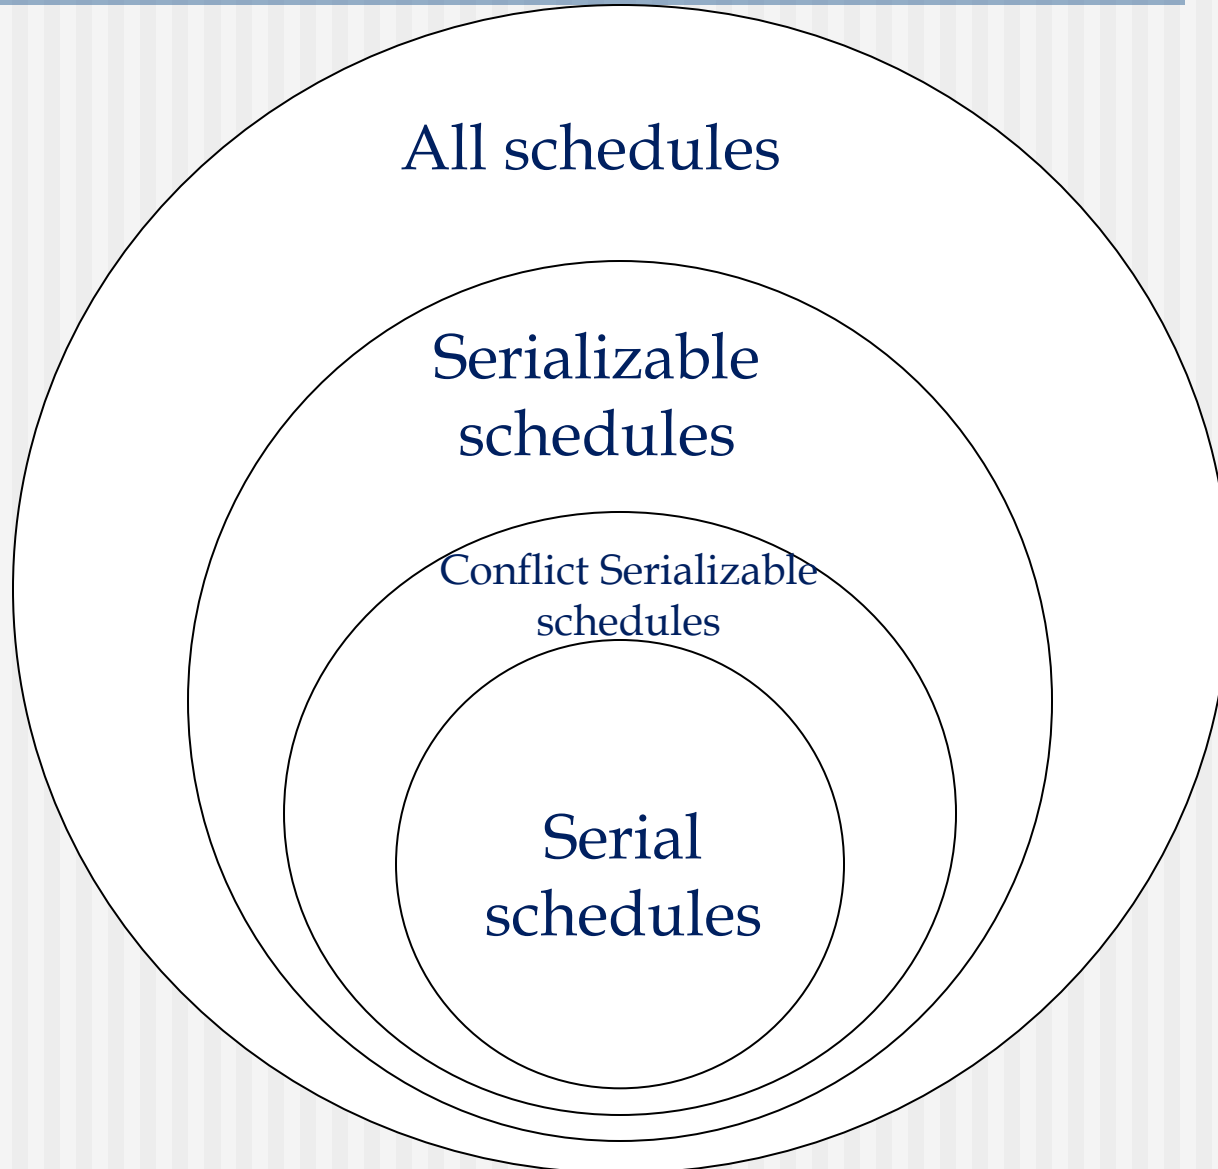 All schedules
Serializable
schedules
Conflict Serializable
schedules
Serial
schedules